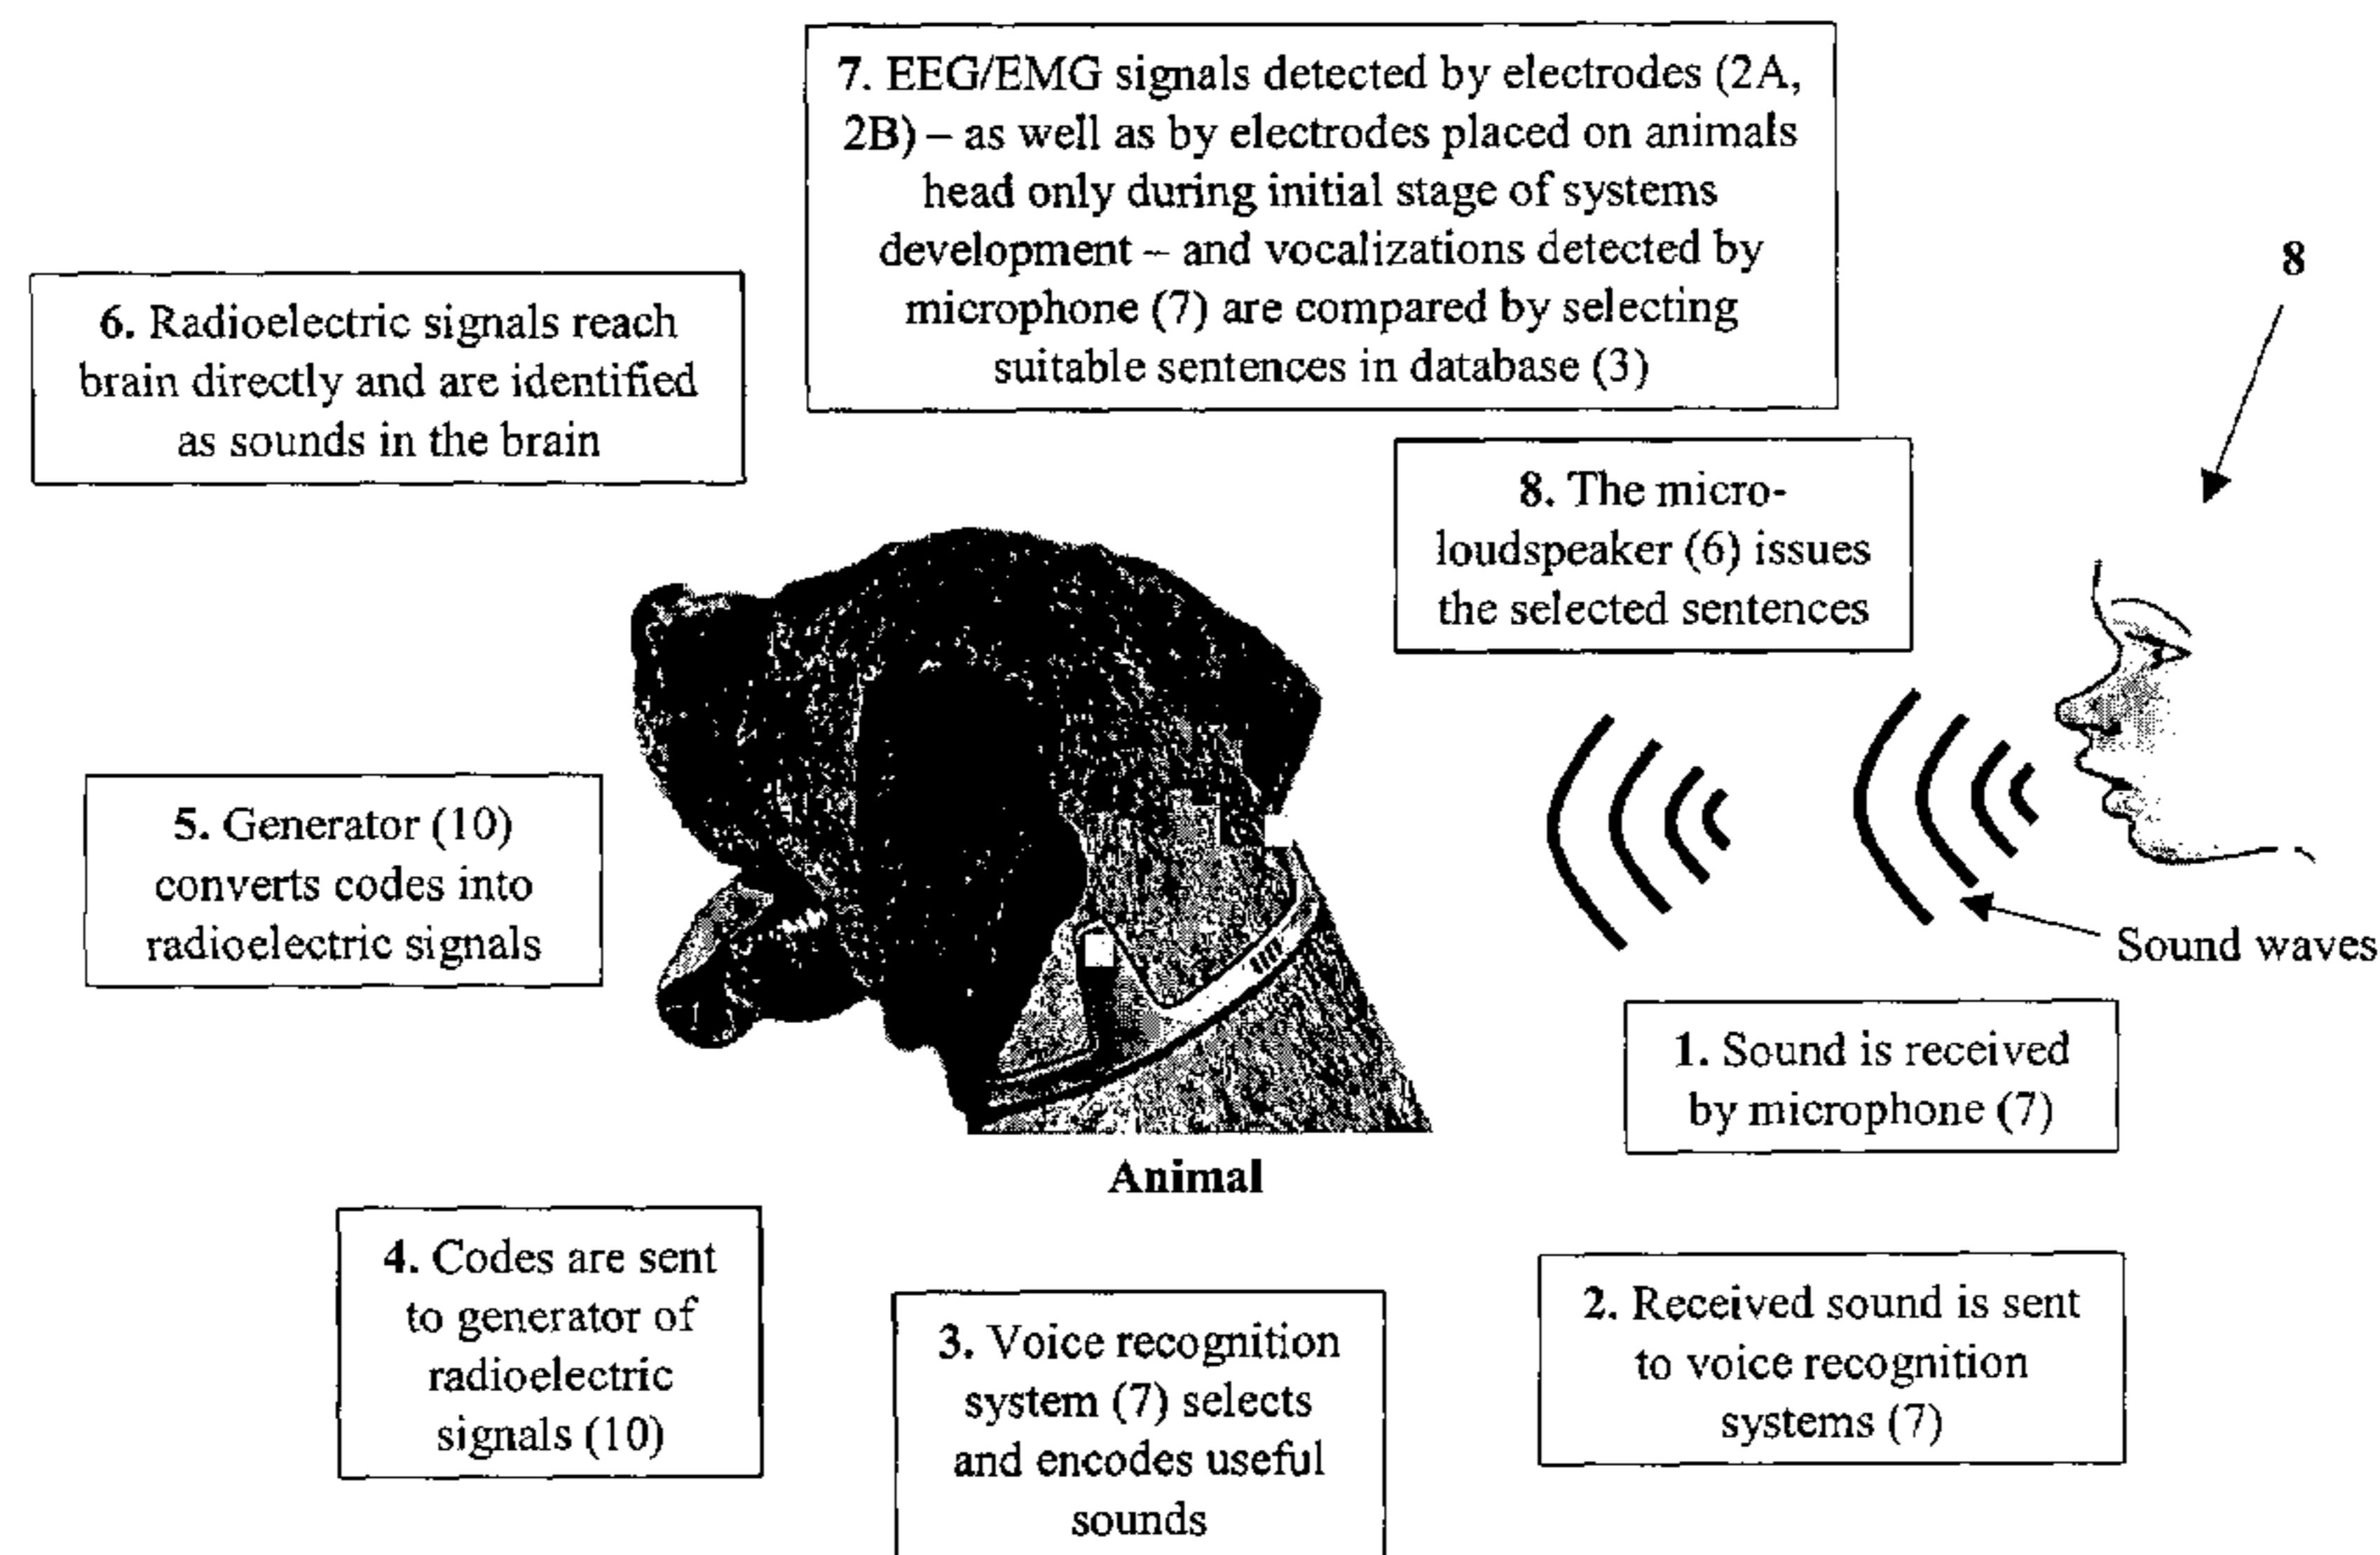 7. EEG/EMG signals detected by electrodes (2A,
2B) – as well as by electrodes placed on animals
head only during initial stage of systems
development – and vocalizations detected by
microphone (7) are compared by selecting
suitable sentences in database (3)
8
6. Radioelectric signals reach
brain directly and are identified
as sounds in the brain
8. The micro-
loudspeaker (6) issues
the selected sentences
5. Generator (10)
converts codes into
radioelectric signals
Sound waves
1. Sound is received
by microphone (7)
Animal
4. Codes are sent
to generator of
radioelectric
signals (10)
3. Voice recognition
system (7) selects
and encodes useful
sounds
2. Received sound is sent
to voice recognition
systems (7)